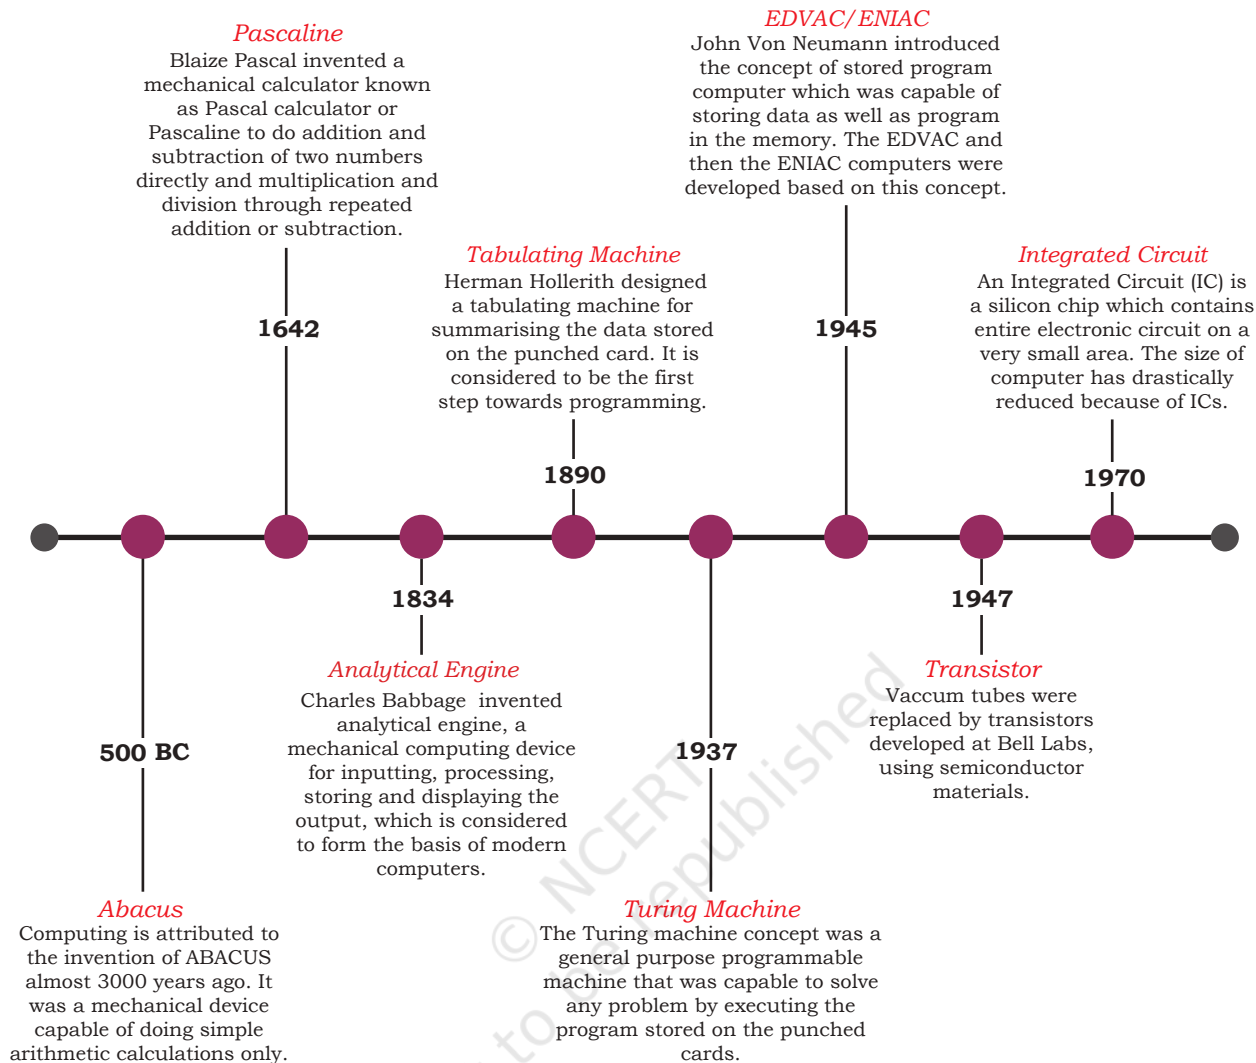 Pascaline
Blaize Pascal invented a
mechanical calculator known
as Pascal calculator or
Pascaline to do addition and
subtraction of two numbers
directly and multiplication and
division through repeated
addition or subtraction.
1642
Tabulating Machine
Herman Hollerith designed
a tabulating machine for
summarising the data stored
on the punched card. It is
considered to be the first
step towards programming.
1890
EDVAC/ENIAC
John Von Neumann introduced
the concept of stored program
computer which was capable of
storing data as well as program
in the memory. The EDVAC and
then the ENIAC computers were
developed based on this concept.
1945
Integrated Circuit
An Integrated Circuit (IC) is
a silicon chip which contains
entire electronic circuit on a
very small area. The size of
computer has drastically
reduced because of ICs.
1970
500 BC
Abacus
Computing is attributed to
the invention of ABACUS
almost 3000 years ago. It
was a mechanical device
capable of doing simple
arithmetic calculations only.
1834
Analytical Engine
Charles Babbage invented
analytical engine, a
mechanical computing device
for inputting, processing,
storing and displaying the
output, which is considered
to form the basis of modern
computers.
1937
Turing Machine
The Turing machine concept was a
general purpose programmable
machine that was capable to solve
any problem by executing the
program stored on the punched
cards.
1947
Transistor
Vaccum tubes were
replaced by transistors
developed at Bell Labs,
using semiconductor
materials.
© NCERT
to be republished